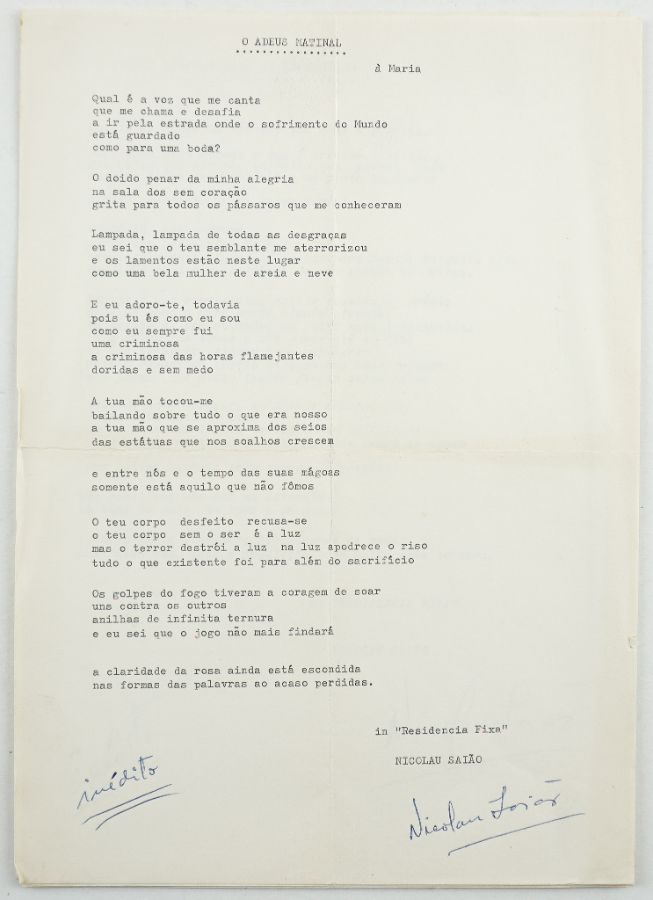 O ADEUS MATINAL
à Maria
Qual é a voz que me canta
que me chama e desafia
a ir pela estrada onde o sofrimento do Mundo
está guardado
como para uma boda?
O doido penar da minha alegria
na sala dos sem coração
grita para todos os pássaros que me conheceram
Lampada, lampada de todas as desgraças
eu sei que o teu semblante me aterrorizou
e os lamentos estão neste lugar
como uma bela mulher de areia e neve
E eu adoro-te, todavia
pois tu és como eu sou
como eu sempre fui
uma criminosa
a criminosa das horas flamejantes
doridas e sem medo
A tua mão tocou-me
bailando sobre tudo o que era nosso
a tua mão que se aproxima dos seios
das estátuas que nos soalhos crescem
e entre nós e o tempo das suas mágoas
somente está aquilo que não fômos
O teu corpo desfeito recusa-se
o teu corpo sem o ser é a luz
mas o terror destrói a luz na luz apodrece o riso
tudo o que existente foi para além do sacrifício
Os golpes do fogo tiveram a coragem de soar
uns contra os outros
anilhas de infinita ternura
e eu sei que o jogo não mais findará
a claridade da rosa ainda está escondida
nas formas das palavras ao acaso perdidas.
in "Residencia Fixa"
NICOLAU SAIÃO
inédito
Nicolau Saião